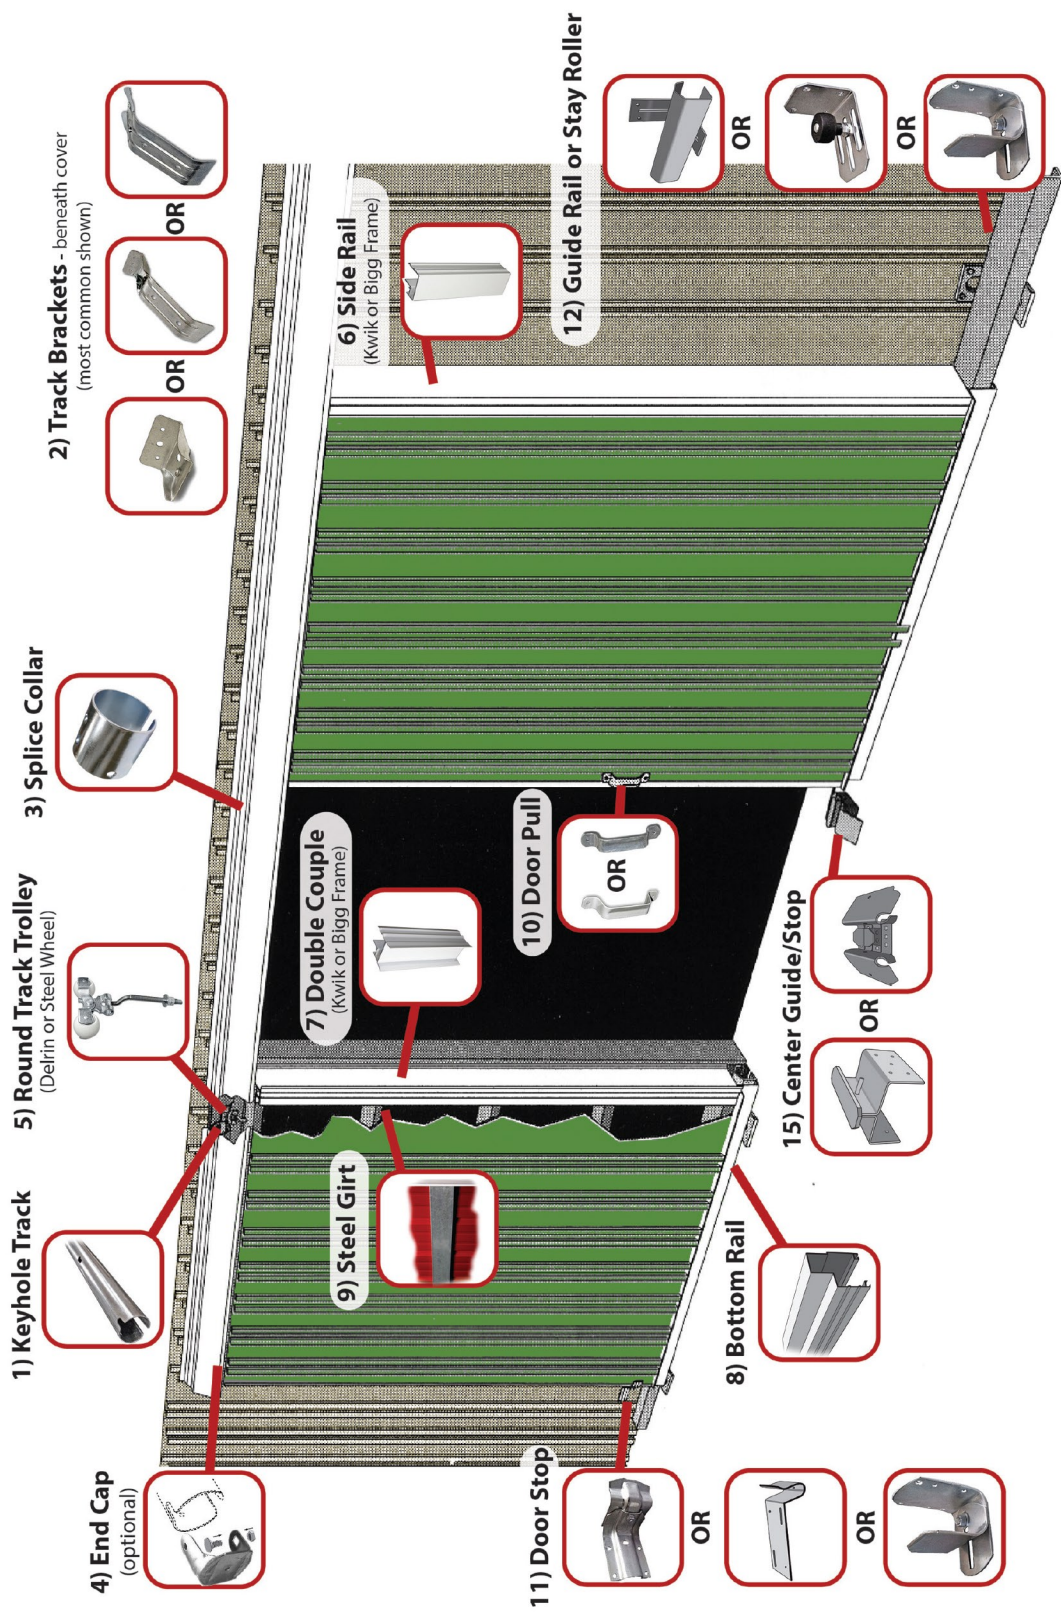 1) Keyhole Track
5) Round Track Trolley
(Delrin or Steel Wheel)
3) Splice Collar
2) Track Brackets - beneath cover
(most common shown)
OR
OR
4) End Cap
(optional)
9) Steel Girt
7) Double Couple
(Kwik or Bigg Frame)
10) Door Pull
OR
6) Side Rail
(Kwik or Bigg Frame)
12) Guide Rail or Stay Roller
OR
OR
11) Door Stop
OR
OR
8) Bottom Rail
15) Center Guide/Stop
OR